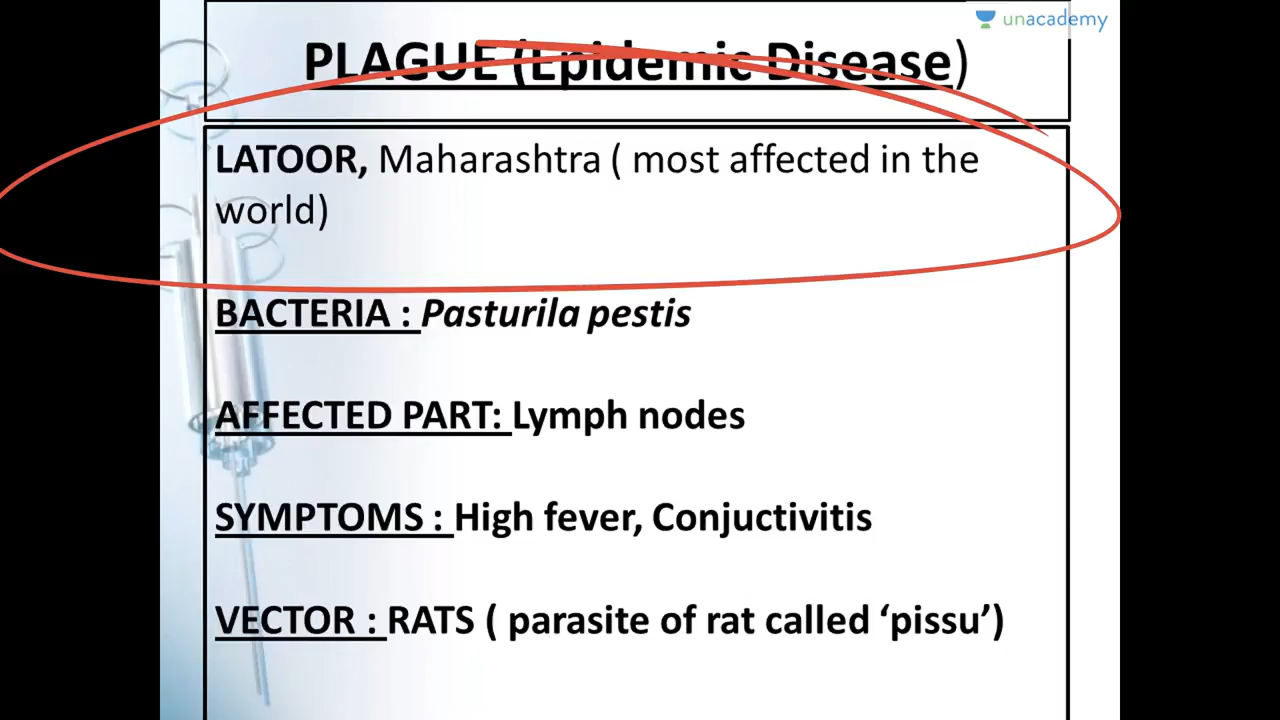 unacademy
PLAGUE (Epidemic Disease)
LATOOR, Maharashtra ( most affected in the
world)
BACTERIA : Pasturila pestis
AFFECTED PART: Lymph nodes
SYMPTOMS : High fever, Conjuctivitis
VECTOR : RATS ( parasite of rat called ‘pissu’)